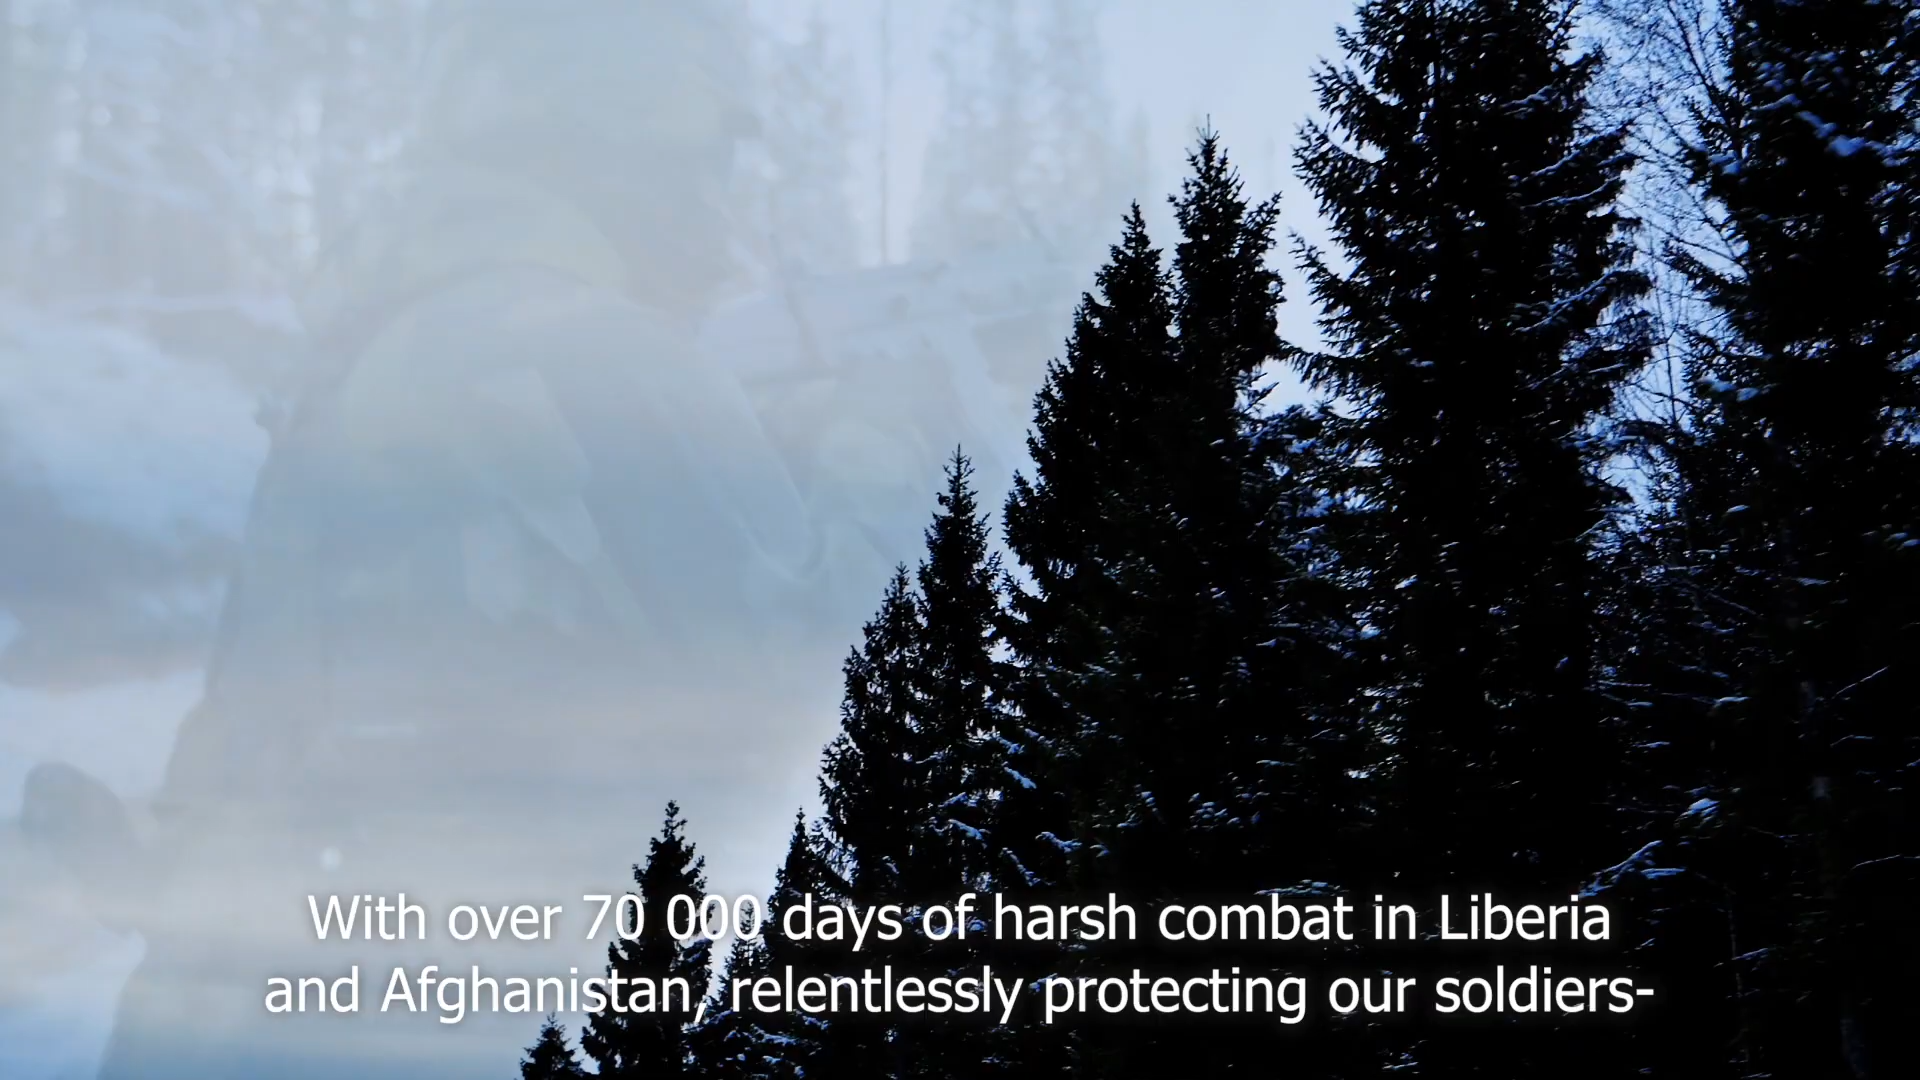 With over 70 000 days of harsh combat in Liberia
and Afghanistan, relentlessly protecting our soldiers-